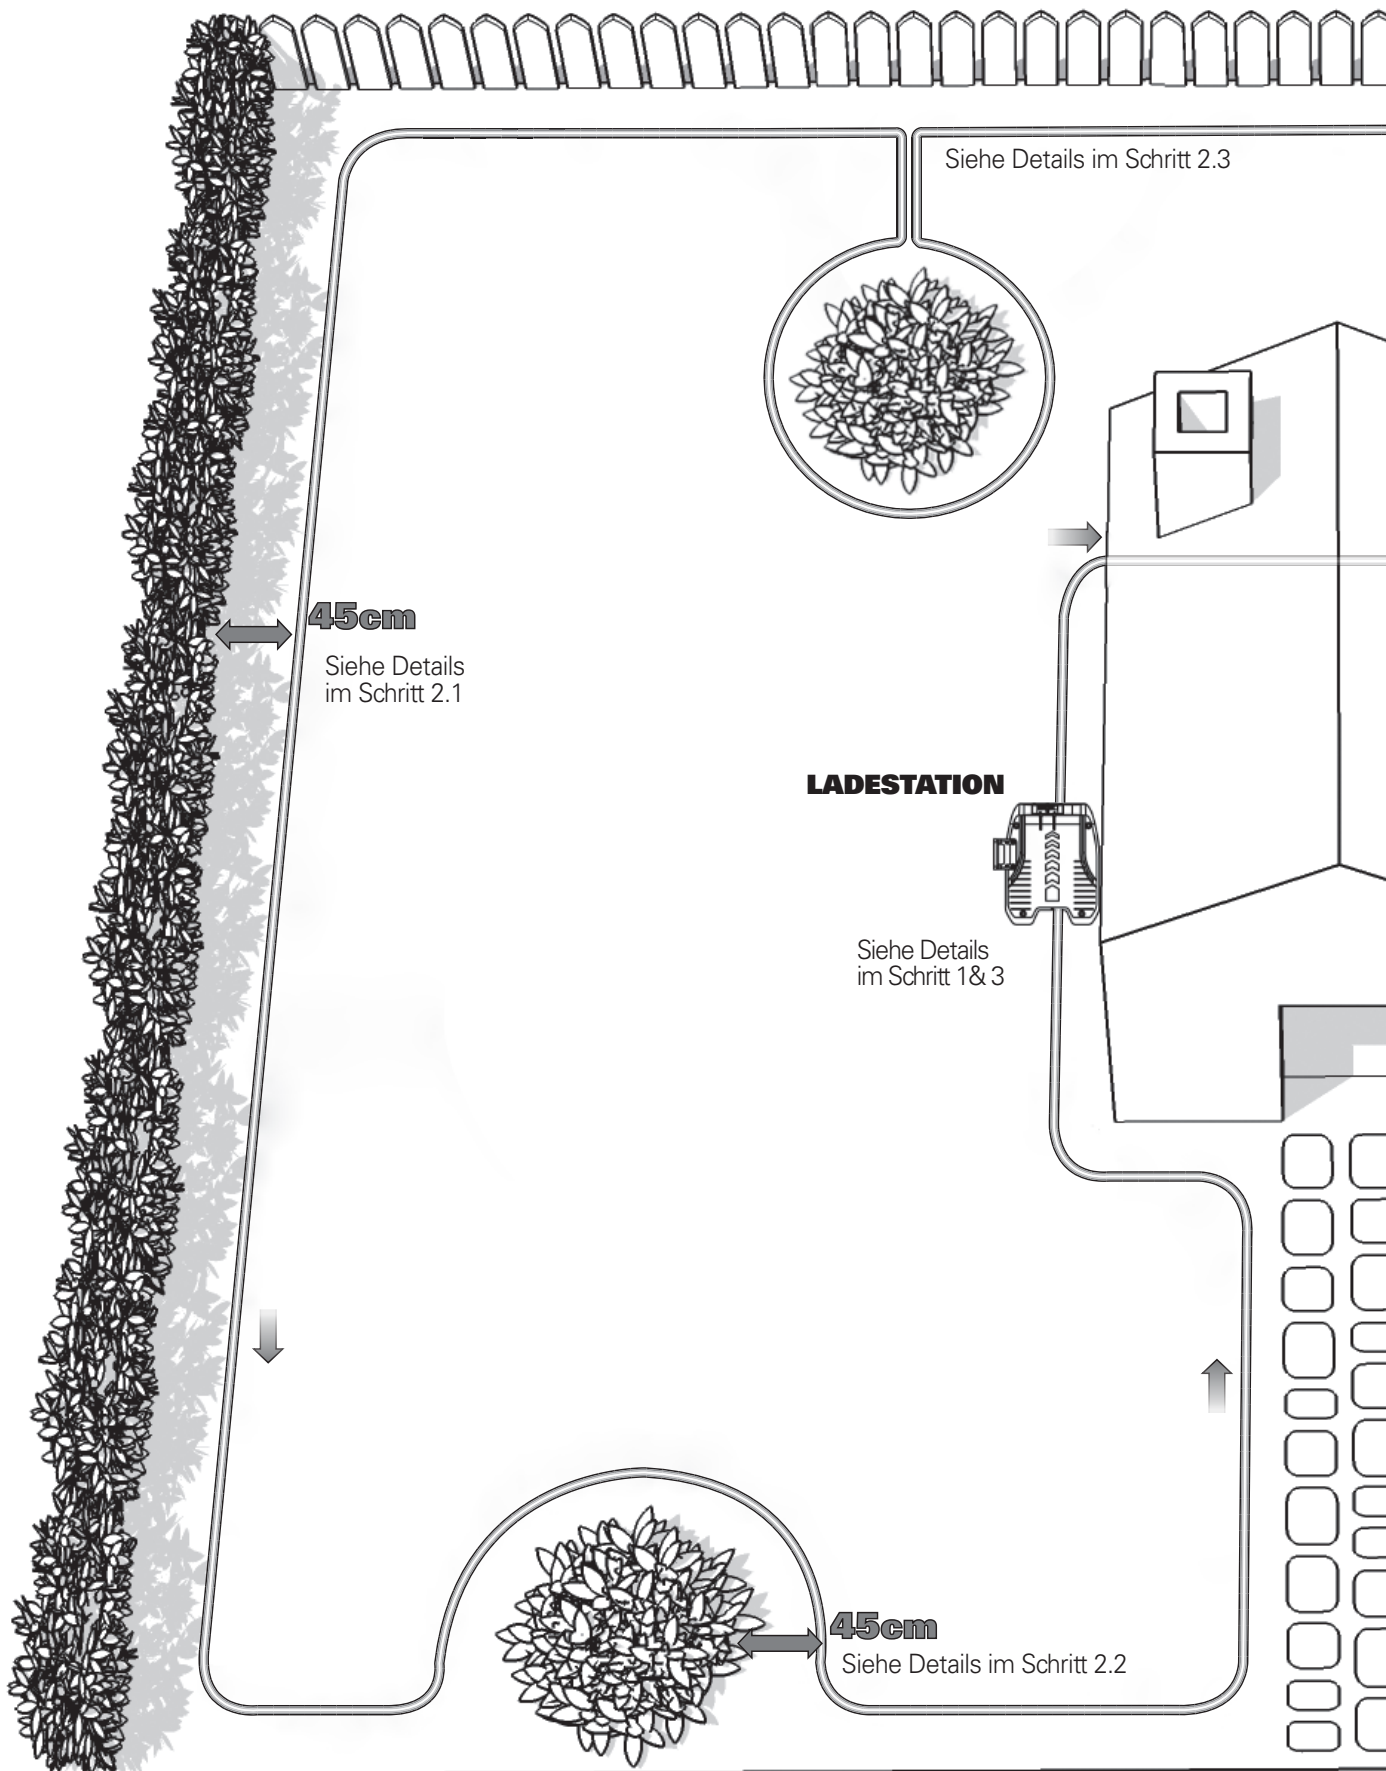 Siehe Details im Schritt 2.3
45cm
Siehe Details
im Schritt 2.1
LADESTATION
Siehe Details
im Schritt 1& 3
45cm
Siehe Details im Schritt 2.2